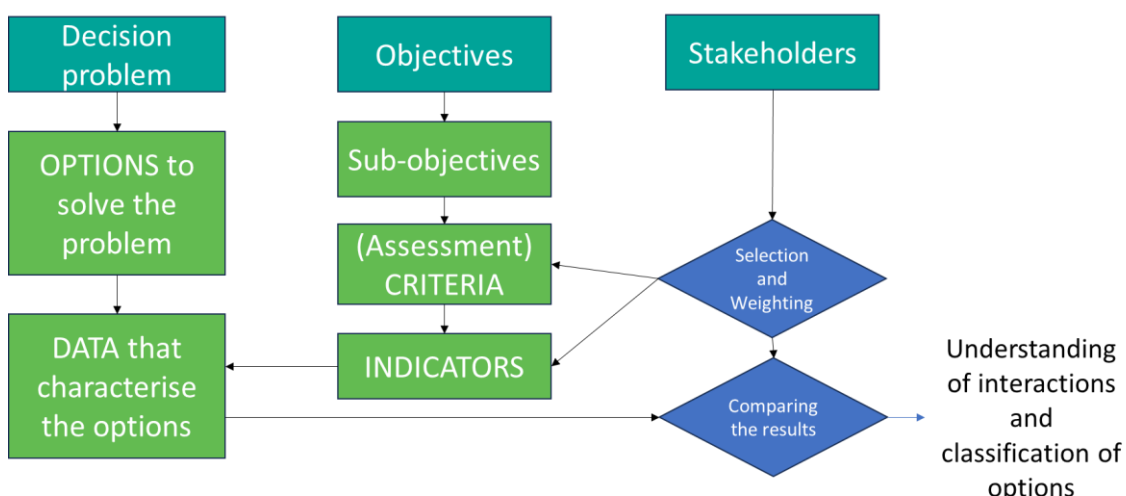 Decision
problem
Objectives
Stakeholders
OPTIONS to
solve the
problem
Sub-objectives
(Assessment)
CRITERIA
Selection
and
Weighting
DATA that
characterise
the options
INDICATORS
Comparing
the results
Understanding
of interactions
and
classification of
options